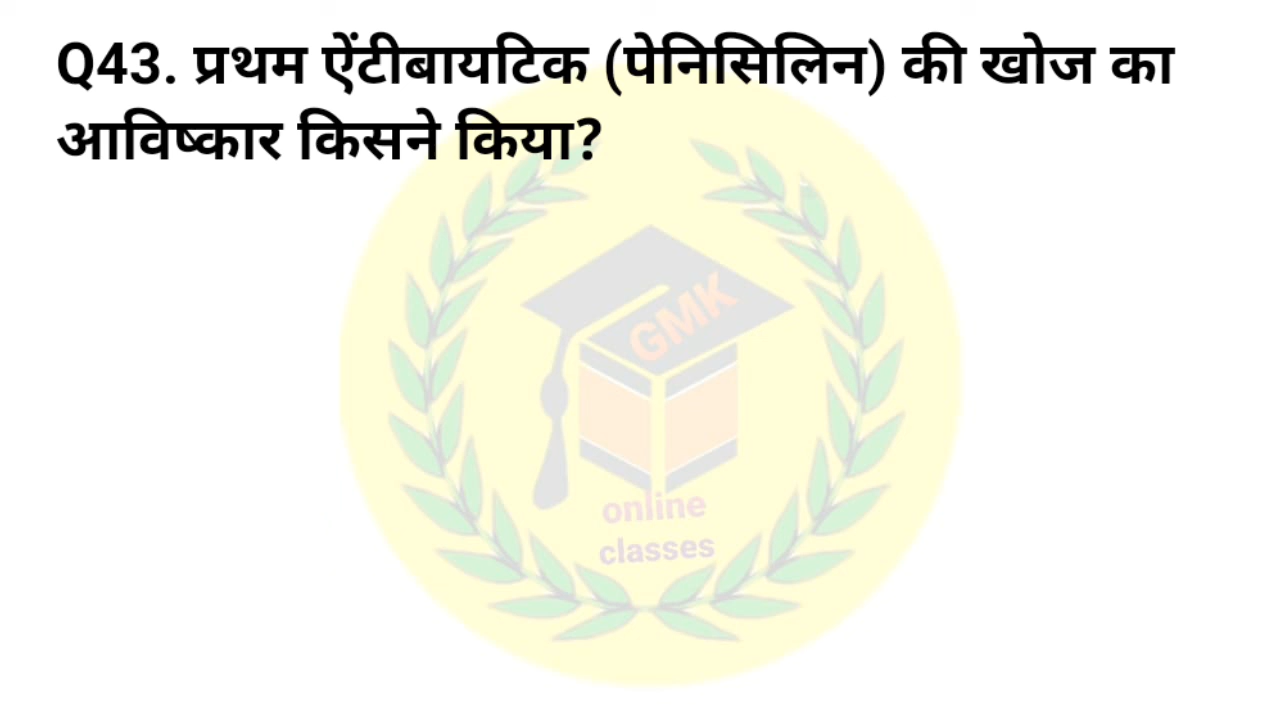 Q43. प्रथम ऐंटीबायटिक (पेनिसिलिन) की खोज का
आविष्कार किसने किया?
GMK
online
classes